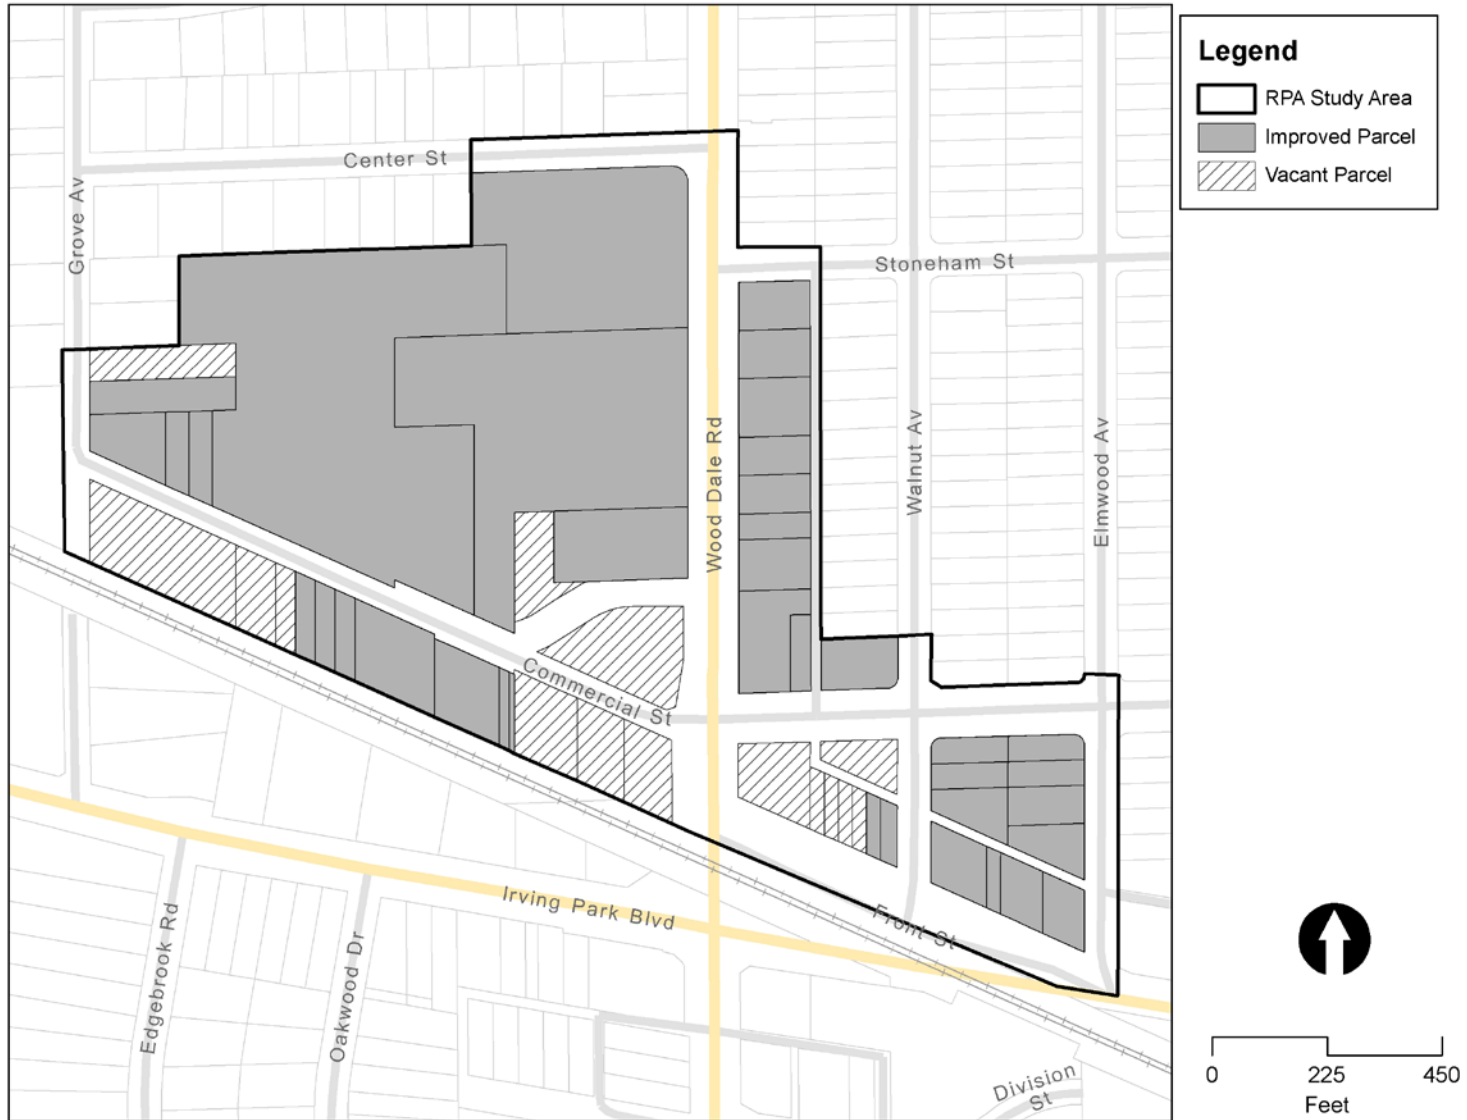 Legend
RPA Study Area
Improved Parcel
Vacant Parcel
Center St
Grove Av
Stoneham St
Wood Dale Rd
Walnut Av
Elmwood Av
Commercial St
Irving Park Blvd
Front St
Edgebrook Rd
Oakwood Dr
Division
St
0 225 450
Feet